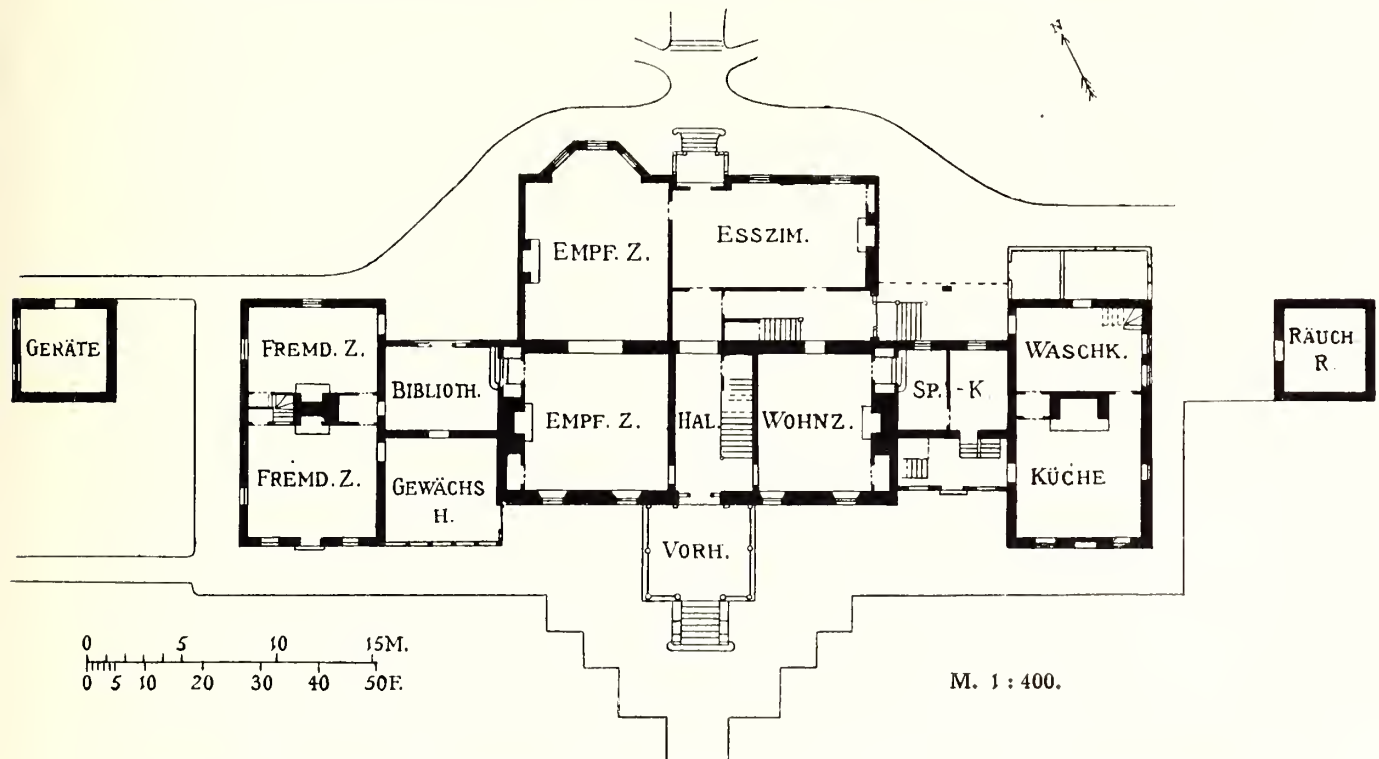 N
EMPF. Z.
ESSZIM.
GERÄTE
FREMD. Z.
BIBLIOTH.
EMPF. Z.
HAL.
WOHNZ.
SP.-K.
WASCHK.
RÄUCH
R.
FREMD. Z.
GEWÄCHS
H.
KÜCHE
VORH.
0 5 10 15M.
0 5 10 20 30 40 50F.
M. 1 : 400.